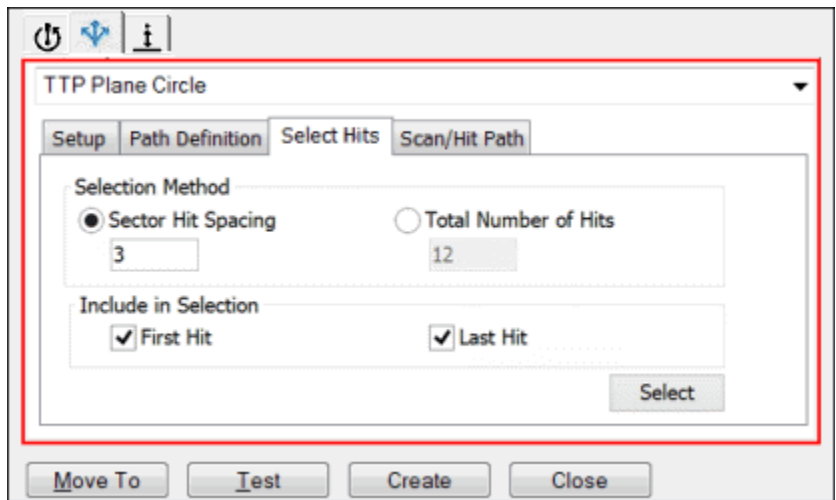 TTP Plane Circle
Setup Path Definition Select Hits Scan/Hit Path
Selection Method
Sector Hit Spacing Total Number of Hits
3 12
Include in Selection
First Hit Last Hit
Select
Move To Test Create Close